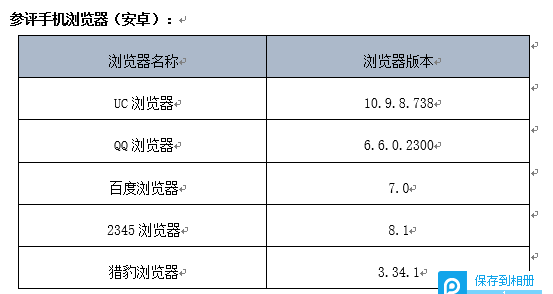 参评手机浏览器（安卓）：
浏览器名称 浏览器版本
UC 浏览器 10.9.8.738
QQ 浏览器 6.6.0.2300
百度浏览器 7.0
2345 浏览器 8.1
猎豹浏览器 3.34.1
保存到相册